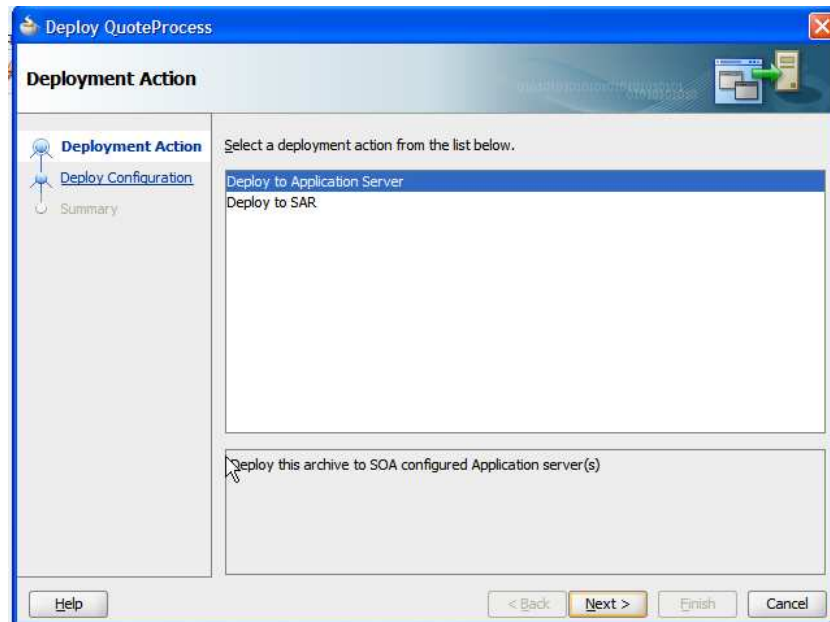 Deploy QuoteProcess
Deployment Action
Deployment Action
Select a deployment action from the list below.
Deploy Configuration
Deploy to Application Server
Summary
Deploy to SAR
Deploy this archive to SOA configured Application server(s)
Help
< Back
Next >
Finish
Cancel